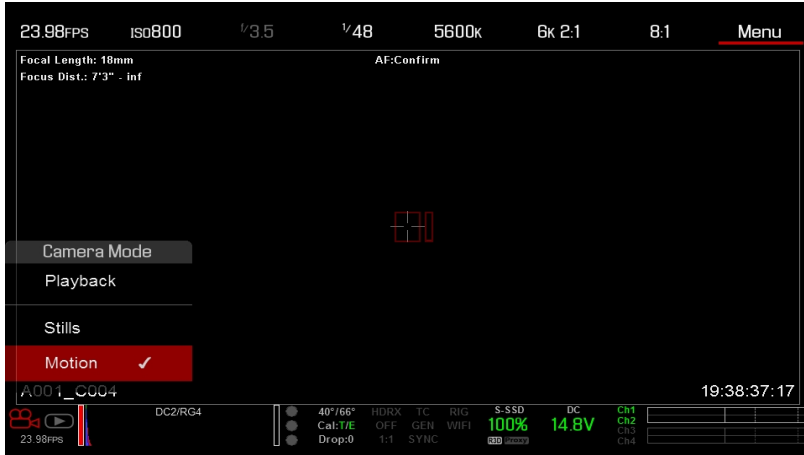 23.98FPS ISO800 f/3.5 1/48 5600K 6K 2:1 8:1 Menu
Focal Length: 18mm AF:Confirm
Focus Dist.: 7'3" - inf
Camera Mode
Playback
Stills
Motion ✓
A001_C004 19:38:37:17
DC2/RG4 40°/66° HDRX TC RIG S-SSD DC Ch1
Cal:T/E OFF GEN WIFI 100% 14.8V Ch2
23.98FPS Drop:0 1:1 SYNC R3D Proxy Ch3
Ch4